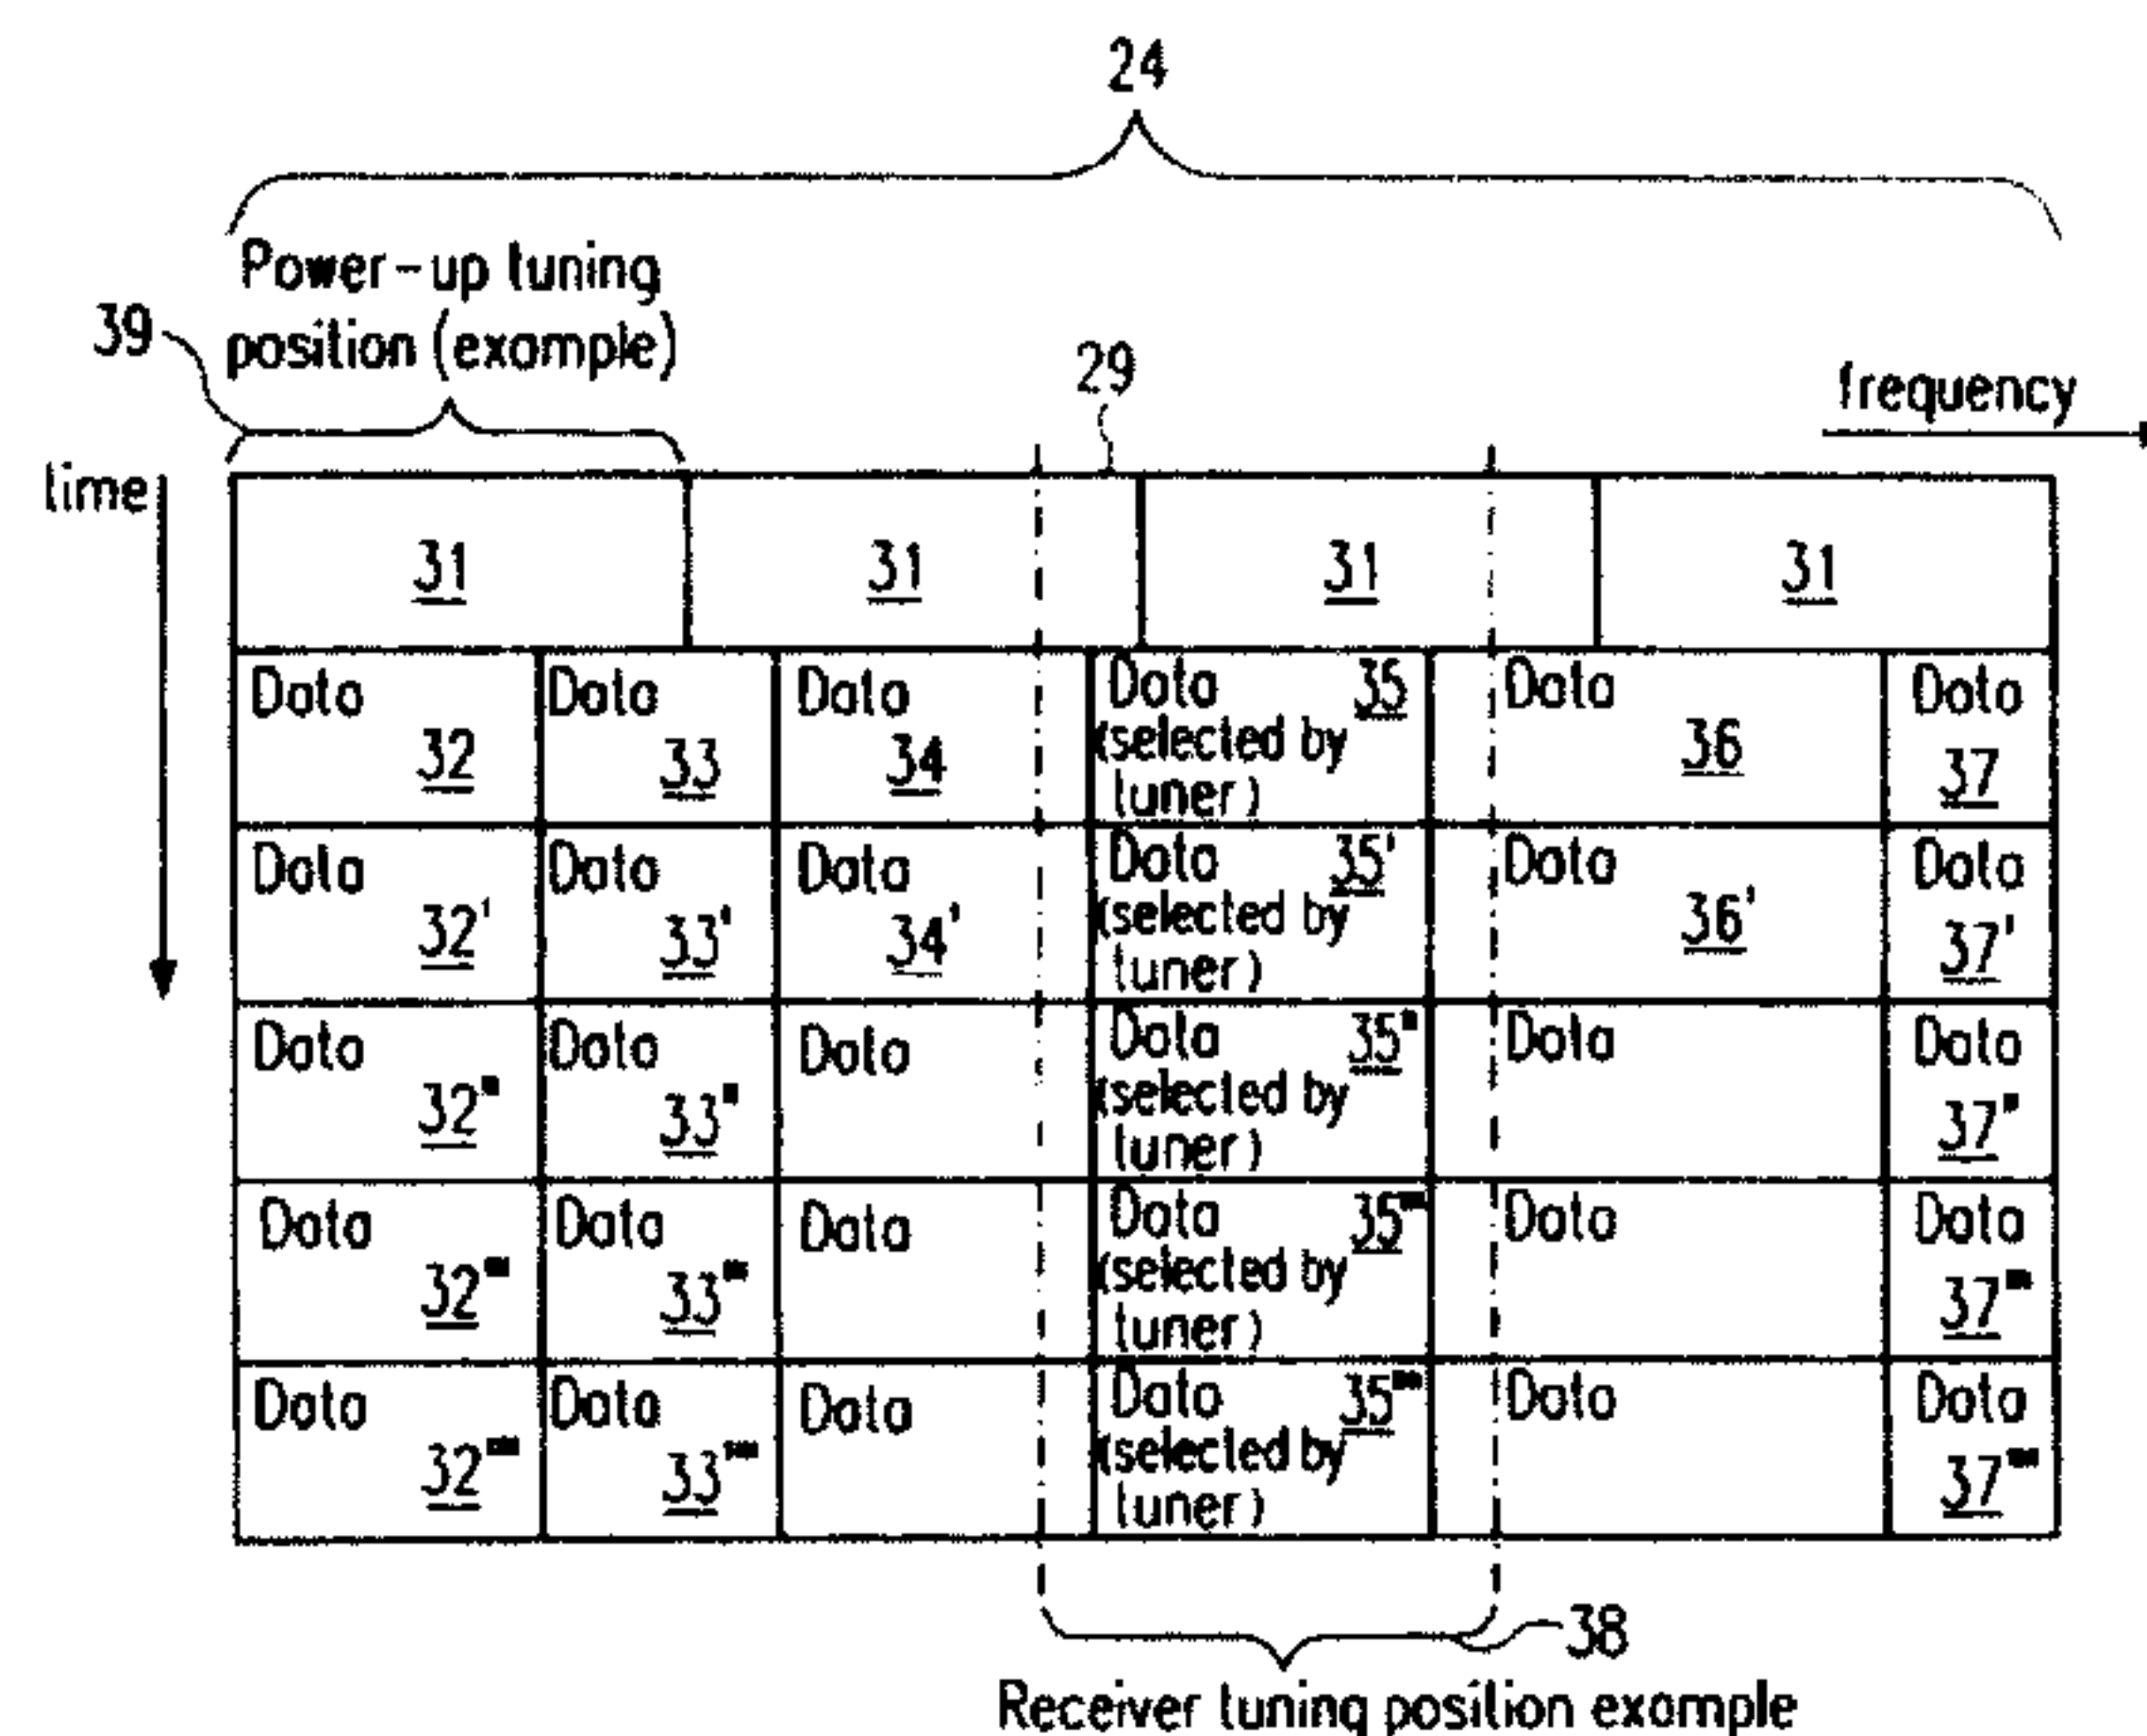 24
Power-up tuning
position (example)
39
29
frequency
time
31 31 31 31
Data 32 Data 33 Data 34 Data 35 (selected by tuner) Data 36 Data 37
Data 32' Data 33' Data 34' Data 35' (selected by tuner) Data 36' Data 37'
Data 32" Data 33" Data Data 35" (selected by tuner) Data Data 37"
Data 32"' Data 33"' Data Data 35"' (selected by tuner) Data Data 37"'
Data 32"" Data 33"" Data Data 35"" (selected by tuner) Data Data 37""
38
Receiver tuning position example